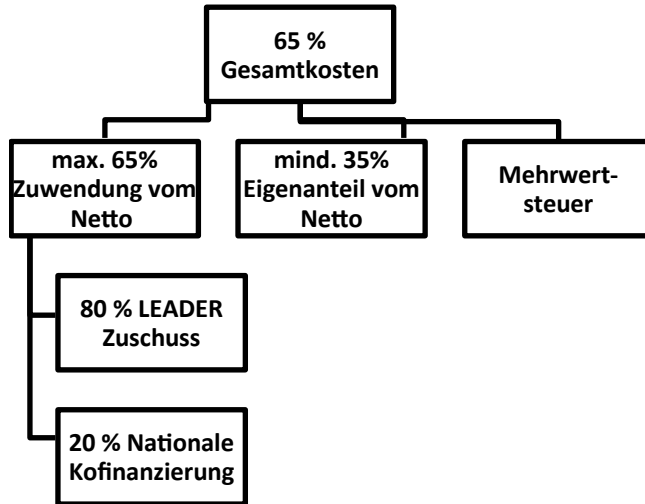 65 %
Gesamtkosten
max. 65%
Zuwendung vom
Netto
mind. 35%
Eigenanteil vom
Netto
Mehrwert-
steuer
80 % LEADER
Zuschuss
20 % Nationale
Kofinanzierung